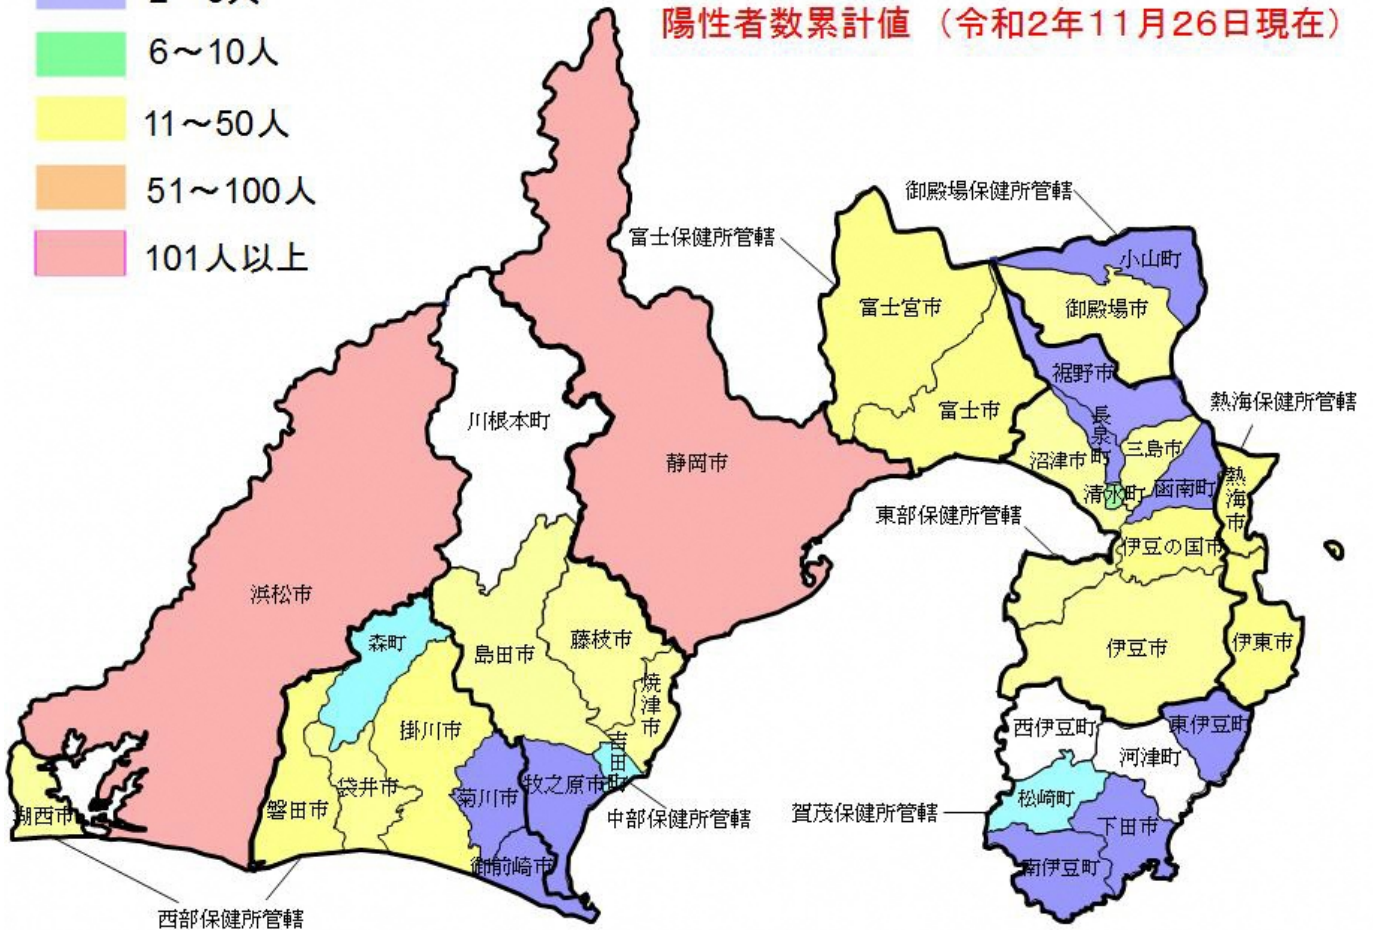 陽性者数累計値 （令和2年11月26日現在）
6～10人
11～50人
51～100人
101人以上
御殿場保健所管轄
富士保健所管轄
小山町
富士宮市
御殿場市
裾野市
熱海保健所管轄
川根本町
富士市
長泉町
三島市
静岡市
沼津市
清水町
函南町
熱海市
東部保健所管轄
伊豆の国市
浜松市
森町
島田市
藤枝市
伊豆市
伊東市
焼津市
掛川市
西伊豆町
東伊豆町
河津町
吉田町
袋井市
菊川市
牧之原市
磐田市
湖西市
松崎町
賀茂保健所管轄
中部保健所管轄
下田市
御前崎市
南伊豆町
西部保健所管轄